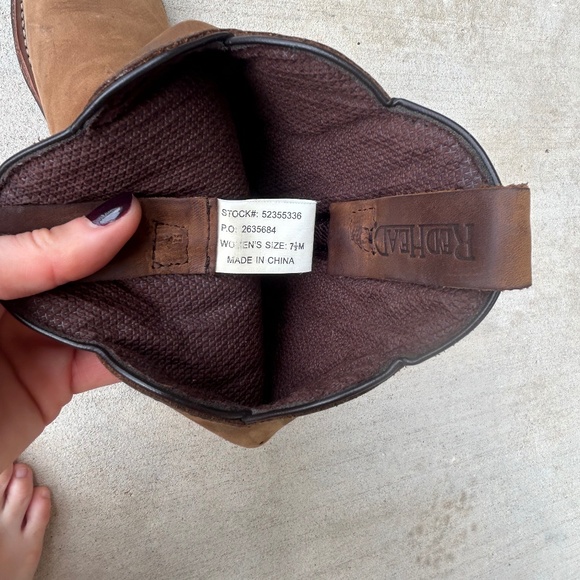 STOCK#: 52355336
P.O: 2635684
WOMEN'S SIZE: 7½M
MADE IN CHINA
REDHEAD